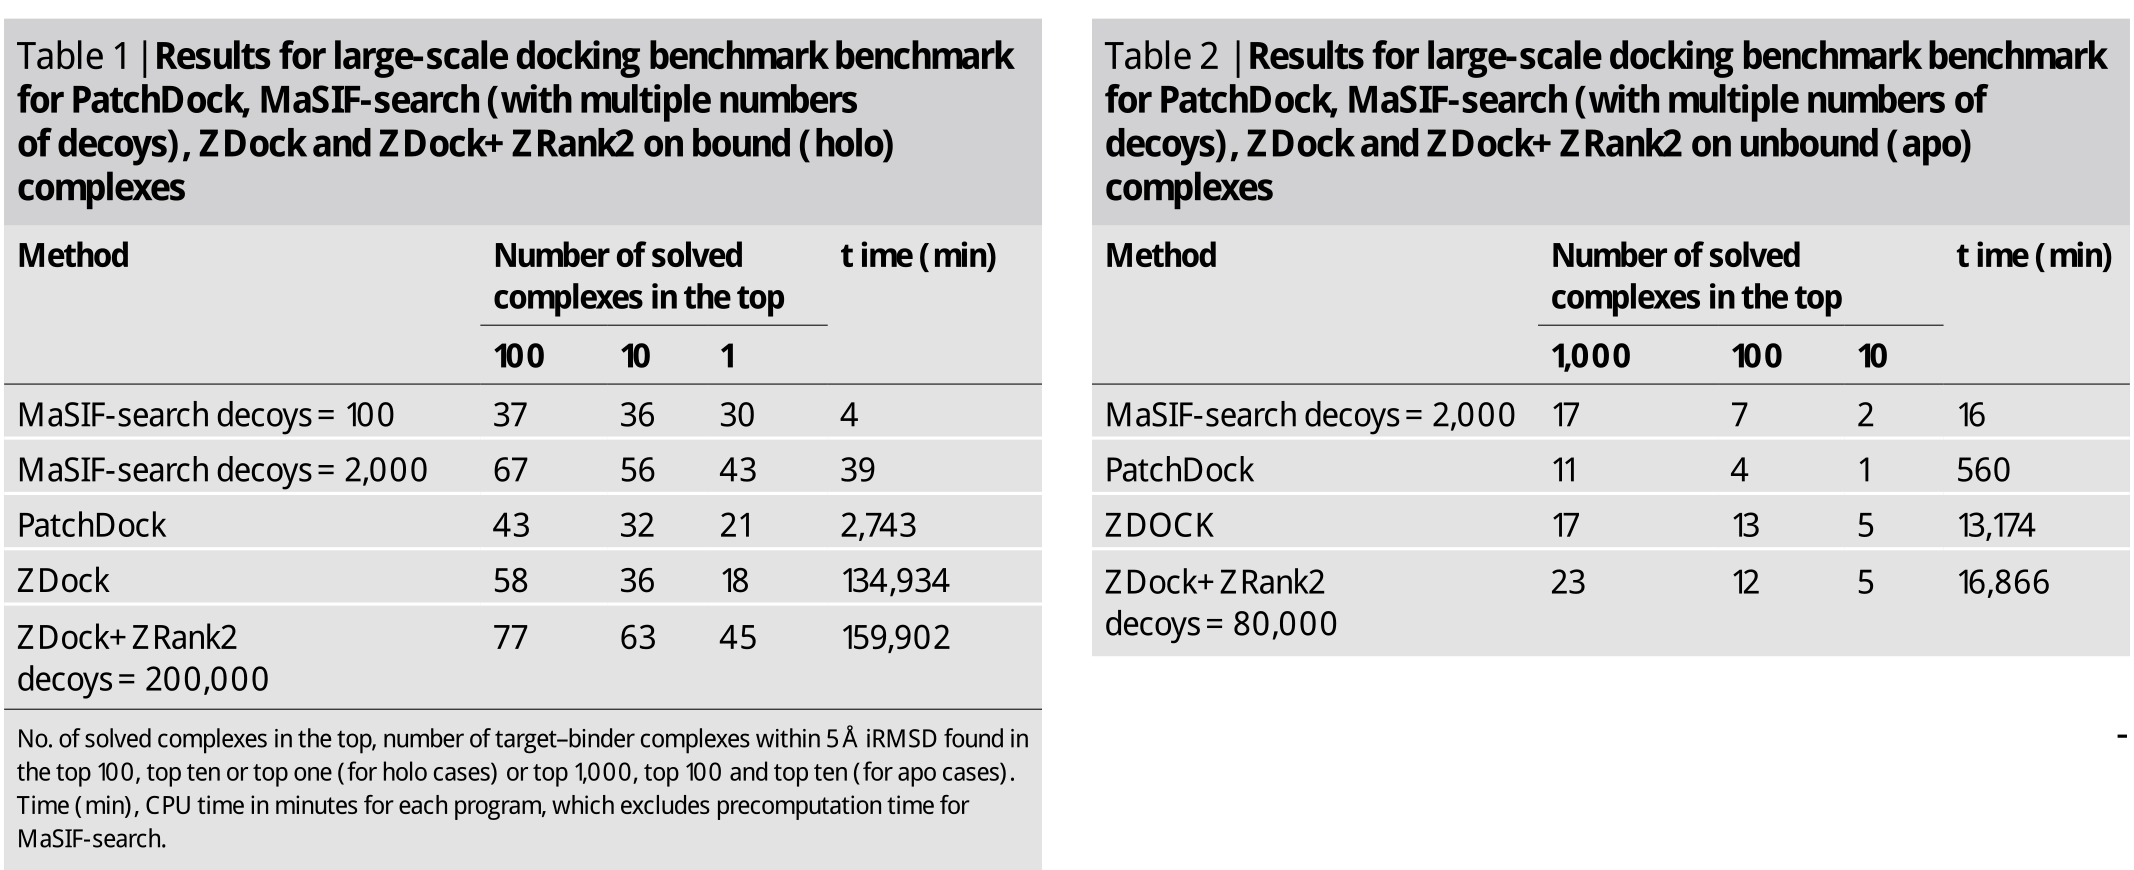 Table 1 | Results for large-scale docking benchmark benchmark
for PatchDock, MaSIF-search (with multiple numbers
of decoys), ZDock and ZDock+ZRank2 on bound (holo)
complexes
Method Number of solved complexes in the top t ime (min)
100 10 1
MaSIF-search decoys = 100 37 36 30 4
MaSIF-search decoys = 2,000 67 56 43 39
PatchDock 43 32 21 2,743
ZDock 58 36 18 134,934
ZDock+ZRank2 77 63 45 159,902
decoys = 200,000
No. of solved complexes in the top, number of target–binder complexes within 5 Å iRMSD found in
the top 100, top ten or top one (for holo cases) or top 1,000, top 100 and top ten (for apo cases).
Time (min), CPU time in minutes for each program, which excludes precomputation time for
MaSIF-search.
Table 2 | Results for large-scale docking benchmark benchmark
for PatchDock, MaSIF-search (with multiple numbers of
decoys), ZDock and ZDock+ZRank2 on unbound (apo)
complexes
Method Number of solved complexes in the top t ime (min)
1,000 100 10
MaSIF-search decoys = 2,000 17 7 2 16
PatchDock 11 4 1 560
ZDOCK 17 13 5 13,174
ZDock+ZRank2 23 12 5 16,866
decoys = 80,000
-